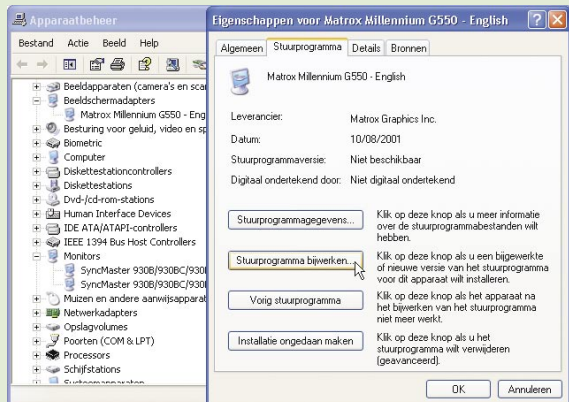 Apparaatbeheer
Bestand Actie Beeld Help
Beeldapparaten (camera's en scan
Beeldschermadapters
Matrox Millennium G550 - Eng
Besturing voor geluid, video en sp
Biometric
Computer
Diskettestationcontrollers
Diskettestations
Dvd-/cd-rom-stations
Human Interface Devices
IDE ATA/ATAPI-controllers
IEEE 1394 Bus Host Controllers
Monitors
SyncMaster 930B/930BC/930
SyncMaster 930B/930BC/930
Muizen en andere aanwijsapparat
Netwerkadapters
Opslagvolumes
Poorten (COM & LPT)
Processors
Schijfstations
Systeemapparaten
Eigenschappen voor Matrox Millennium G550 - English
Algemeen Stuurprogramma Details Bronnen
Matrox Millennium G550 - English
Leverancier: Matrox Graphics Inc.
Datum: 10/08/2001
Stuurprogrammaversie: Niet beschikbaar
Digitaal ondertekend door: Niet digitaal ondertekend
Stuurprogrammagegevens...
Klik op deze knop als u meer informatie
over de stuurprogrammabestanden wilt
hebben.
Stuurprogramma bijwerken...
Klik op deze knop als u een bijgewerkte
of nieuwe versie van het stuurprogramma
voor dit apparaat wilt installeren.
Vorig stuurprogramma
Klik op deze knop als het apparaat na
het bijwerken van het stuurprogramma
niet meer werkt.
Installatie ongedaan maken
Klik op deze knop als u het
stuurprogramma wilt verwijderen
(geavanceerd).
OK Annuleren